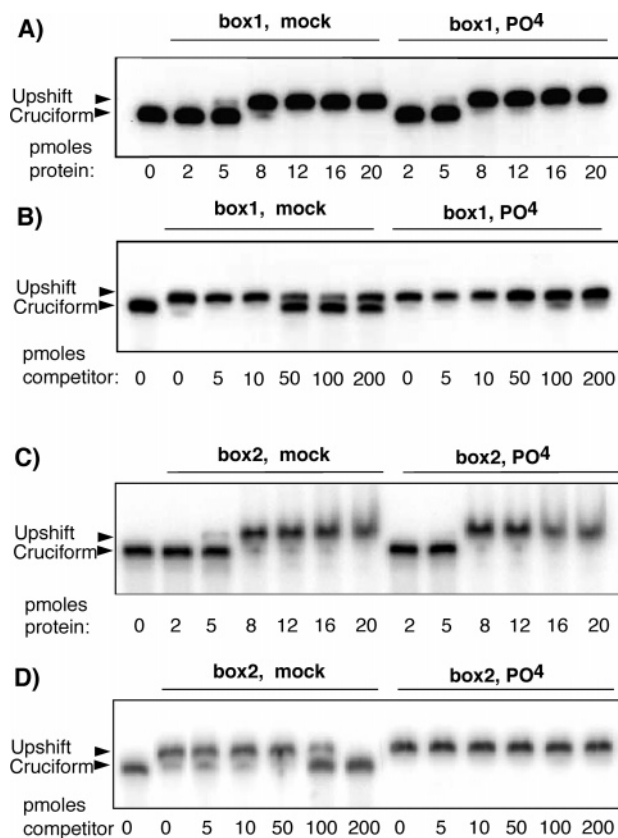 A)
box1, mock box1, PO4
Upshift
Cruciform
pmoles
protein: 0 2 5 8 12 16 20 2 5 8 12 16 20
B)
box1, mock box1, PO4
Upshift
Cruciform
pmoles
competitor: 0 0 5 10 50 100 200 0 5 10 50 100 200
C)
box2, mock box2, PO4
Upshift
Cruciform
pmoles
protein: 0 2 5 8 12 16 20 2 5 8 12 16 20
D)
box2, mock box2, PO4
Upshift
Cruciform
pmoles
competitor 0 0 5 10 50 100 200 0 5 10 50 100 200